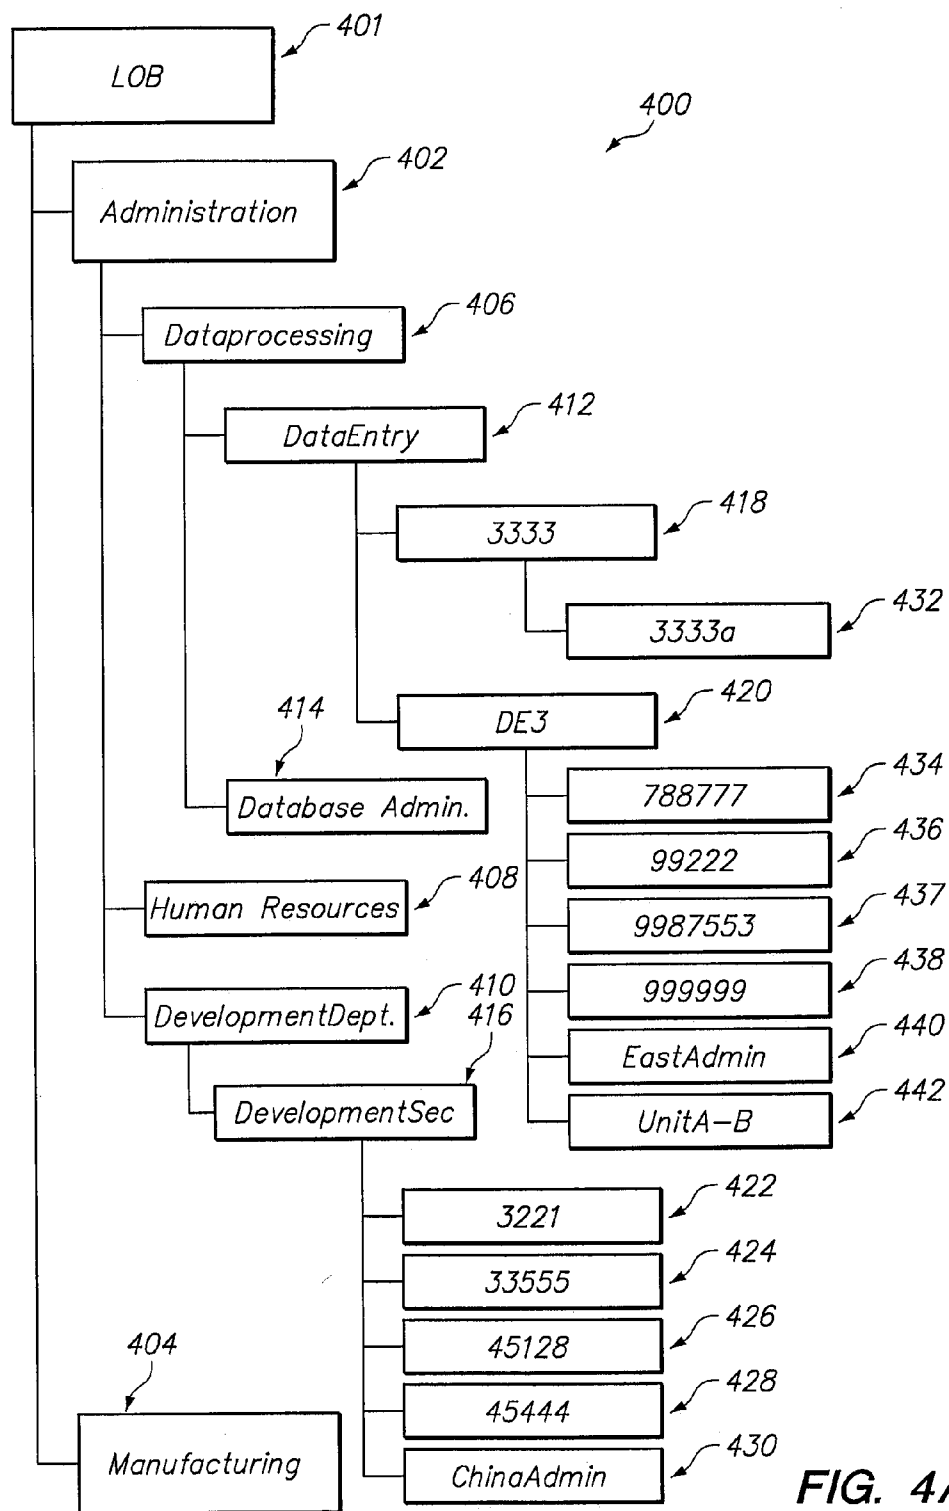 401
LOB
400
402
Administration
406
Dataprocessing
412
DataEntry
418
3333
432
3333a
420
DE3
414
434
788777
Database Admin.
436
99222
408
Human Resources
437
9987553
438
999999
410
DevelopmentDept.
416
440
EastAdmin
442
UnitA-B
DevelopmentSec
422
3221
424
33555
426
45128
404
428
45444
430
Manufacturing
ChinaAdmin
FIG. 4A